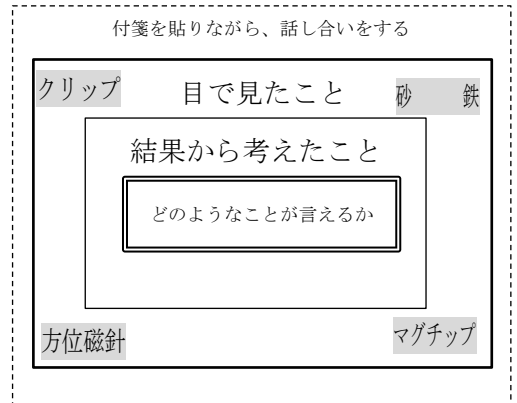 付箋を貼りながら、話し合いをする
クリップ 目で見たこと 砂　　鉄
結果から考えたこと
どのようなことが言えるか
方位磁針 マグチップ